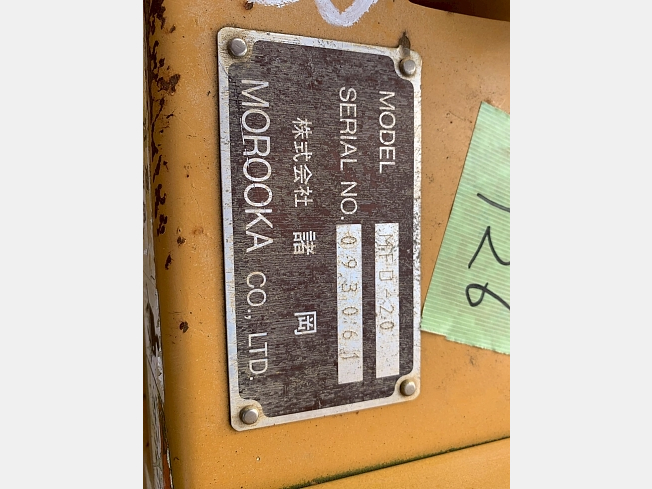 MODEL MFD-20
SERIAL NO. 093061
株式会社 諸岡
MOROOKA CO., LTD.
126